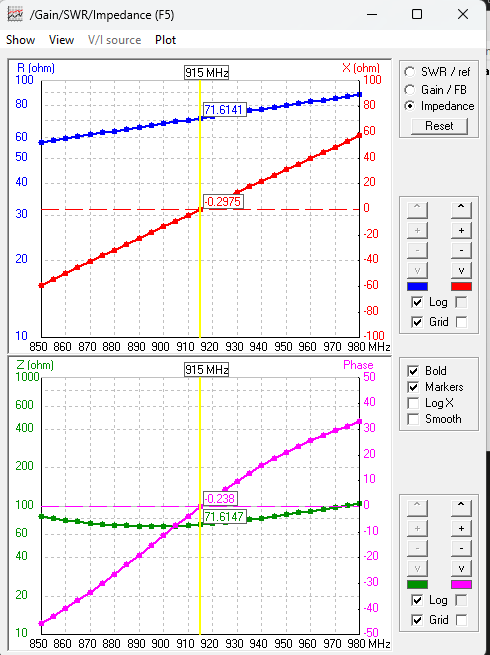 /Gain/SWR/Impedance (F5)
Show View V/I source Plot
R (ohm) 915 MHz X (ohm)
100 100
80 80
71.6141
60 60
50 40
40 20
-0.2975
30 0
-20
20 -40
-60
-80
10 -100
850 860 870 880 890 900 910 920 930 940 950 960 970 980 MHz
Z (ohm) 915 MHz Phase
1000 50
600 40
400 30
200 20
10
-0.238
100 0
71.6147
60 -10
40 -20
20 -30
-40
10 -50
850 860 870 880 890 900 910 920 930 940 950 960 970 980 MHz
SWR / ref
Gain / FB
Impedance
Reset
^ ^
+ +
- -
v v
Log
Grid
Bold
Markers
Log X
Smooth
^ ^
+ +
- -
v v
Log
Grid